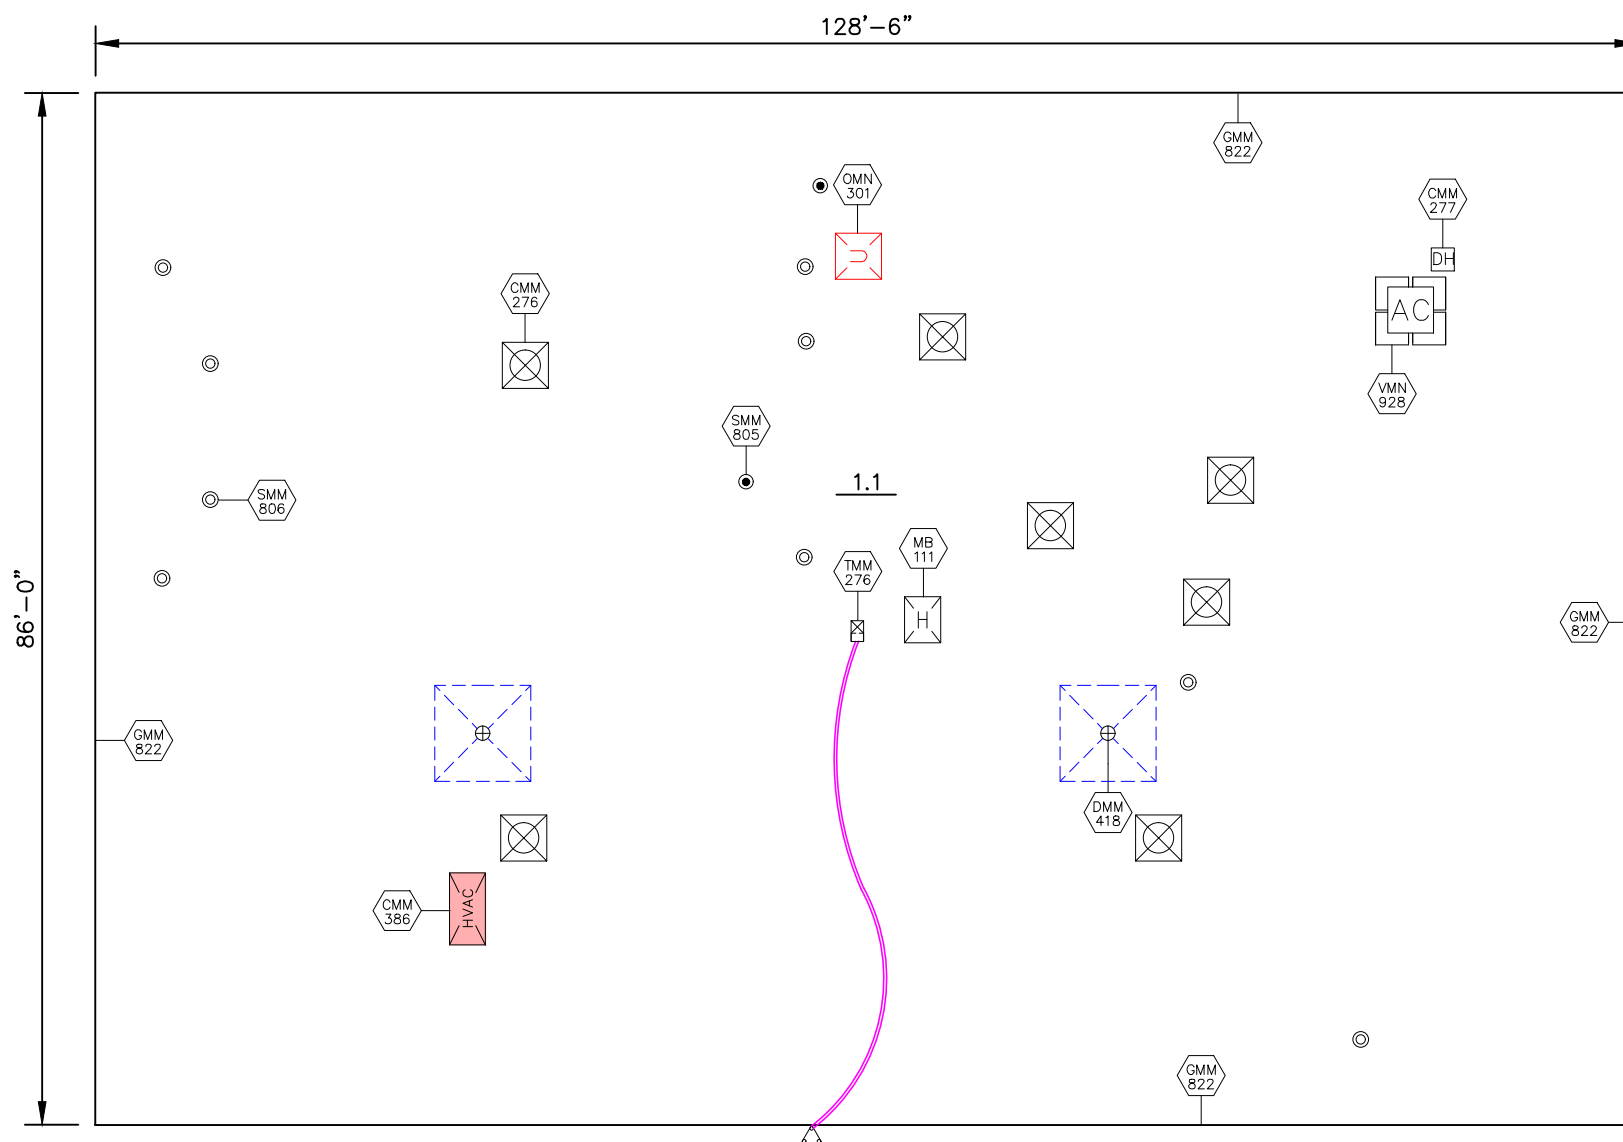 128'-6"
GMM
822
OMN
301
CMM
277
DH
CMM
276
AC
VMN
928
SMM
805
1.1
SMM
806
MB
111
TMM
276
H
86'-0"
GMM
822
GMM
822
DMM
418
CMM
386
HVAC
GMM
822